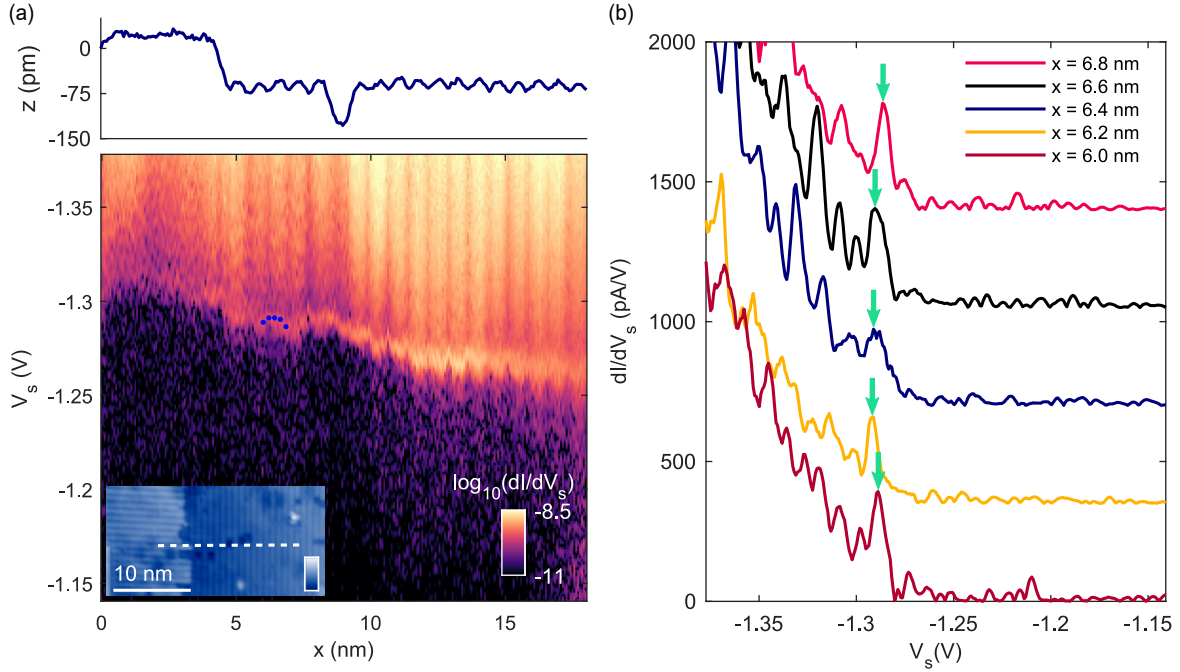 (a)
z (pm)
0
-75
-150
V_s (V)
-1.35
-1.3
-1.25
-1.2
-1.15
log_10(dI/dV_s)
-8.5
-11
10 nm
0
5
10
15
x (nm)
(b)
dI/dV_s (pA/V)
2000
1500
1000
500
0
x = 6.8 nm
x = 6.6 nm
x = 6.4 nm
x = 6.2 nm
x = 6.0 nm
-1.35
-1.3
-1.25
-1.2
-1.15
V_s(V)